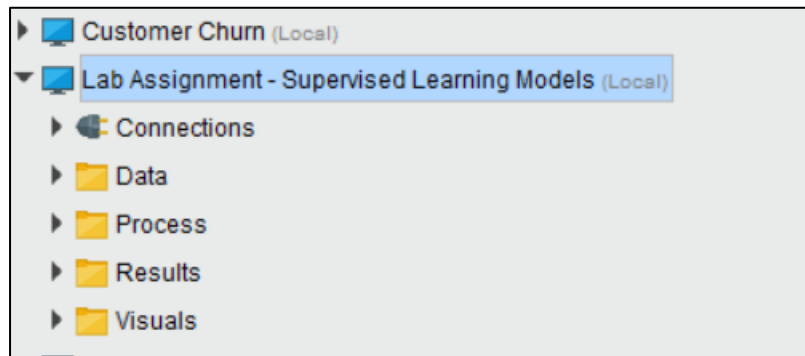 Customer Churn (Local)
Lab Assignment - Supervised Learning Models (Local)
Connections
Data
Process
Results
Visuals